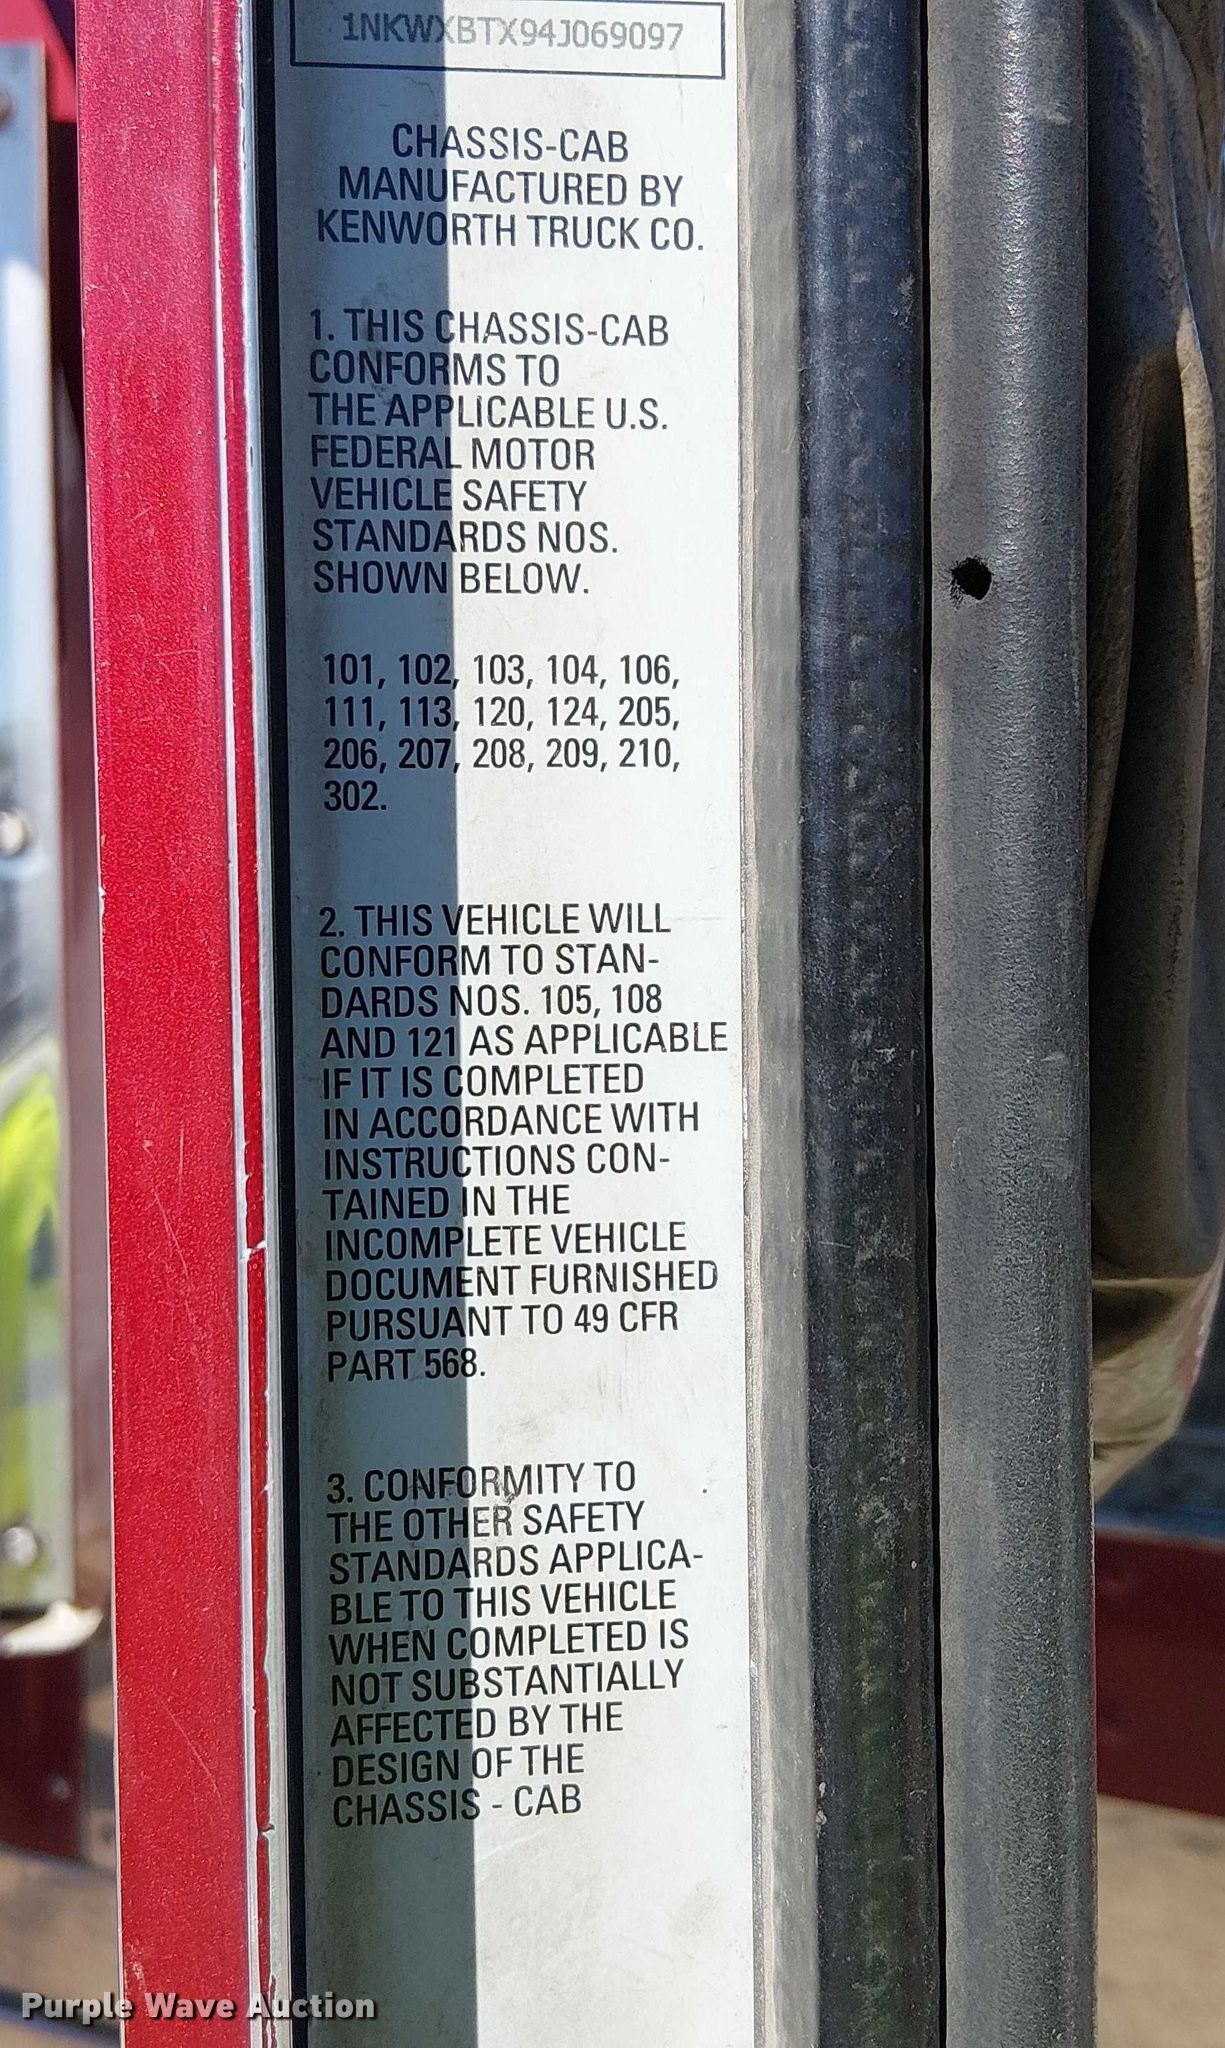 1NKWXBTX94J069097
CHASSIS-CAB
MANUFACTURED BY
KENWORTH TRUCK CO.
1. THIS CHASSIS-CAB
CONFORMS TO
THE APPLICABLE U.S.
FEDERAL MOTOR
VEHICLE SAFETY
STANDARDS NOS.
SHOWN BELOW.
101, 102, 103, 104, 106,
111, 113, 120, 124, 205,
206, 207, 208, 209, 210,
302.
2. THIS VEHICLE WILL
CONFORM TO STAN-
DARDS NOS. 105, 108
AND 121 AS APPLICABLE
IF IT IS COMPLETED
IN ACCORDANCE WITH
INSTRUCTIONS CON-
TAINED IN THE
INCOMPLETE VEHICLE
DOCUMENT FURNISHED
PURSUANT TO 49 CFR
PART 568.
3. CONFORMITY TO
THE OTHER SAFETY
STANDARDS APPLICA-
BLE TO THIS VEHICLE
WHEN COMPLETED IS
NOT SUBSTANTIALLY
AFFECTED BY THE
DESIGN OF THE
CHASSIS - CAB
Purple Wave Auction